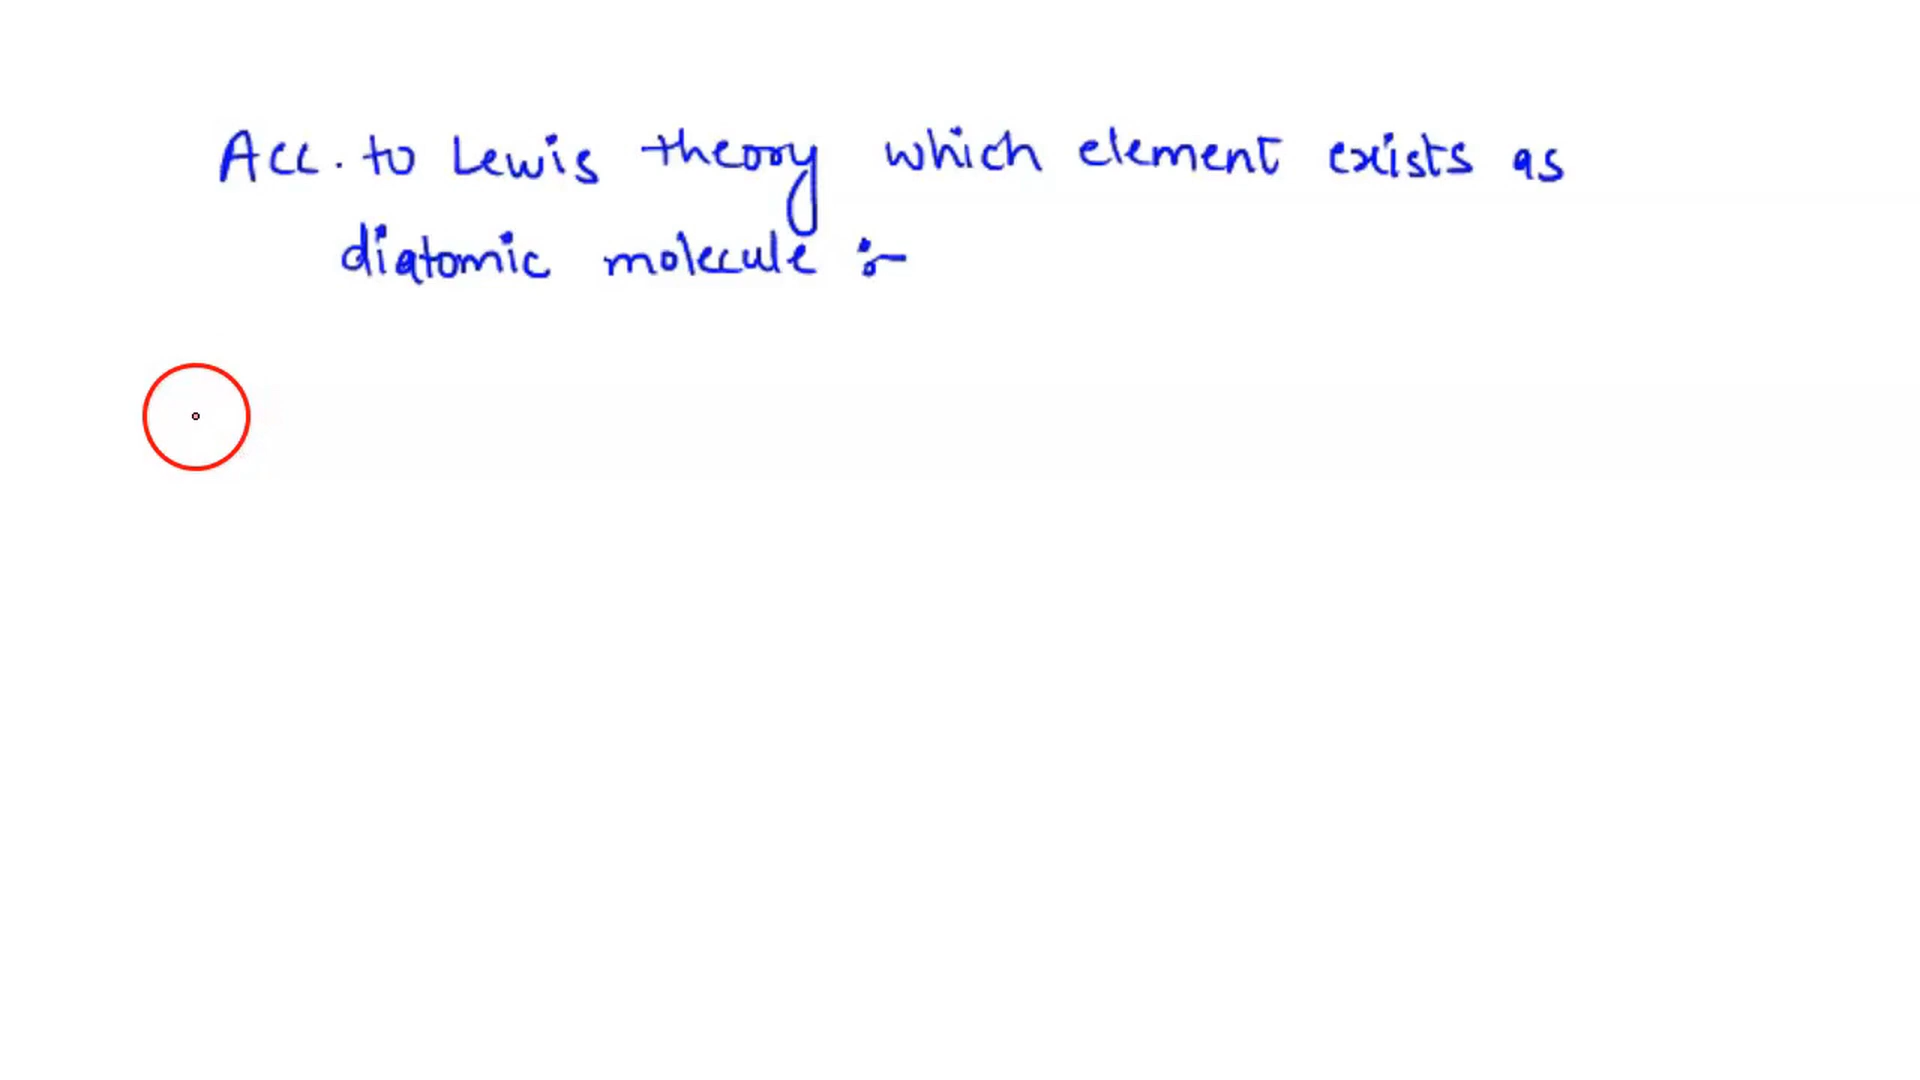 Acc. to Lewis theory which element exists as
diatomic molecule :-